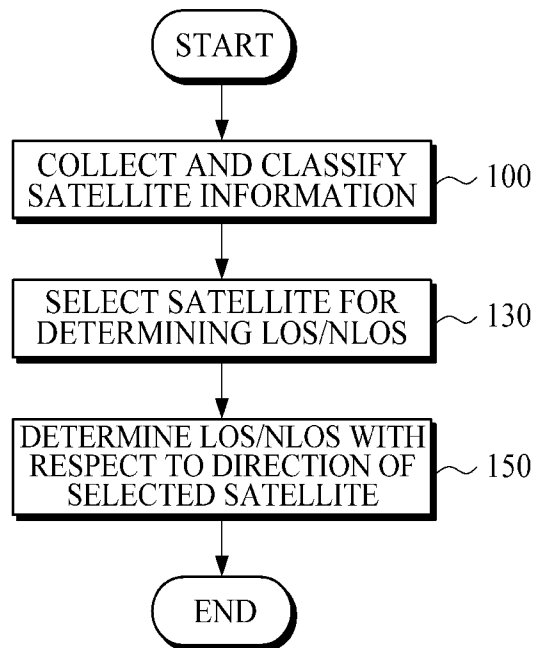 START
COLLECT AND CLASSIFY
SATELLITE INFORMATION
100
SELECT SATELLITE FOR
DETERMINING LOS/NLOS
130
DETERMINE LOS/NLOS WITH
RESPECT TO DIRECTION OF
SELECTED SATELLITE
150
END